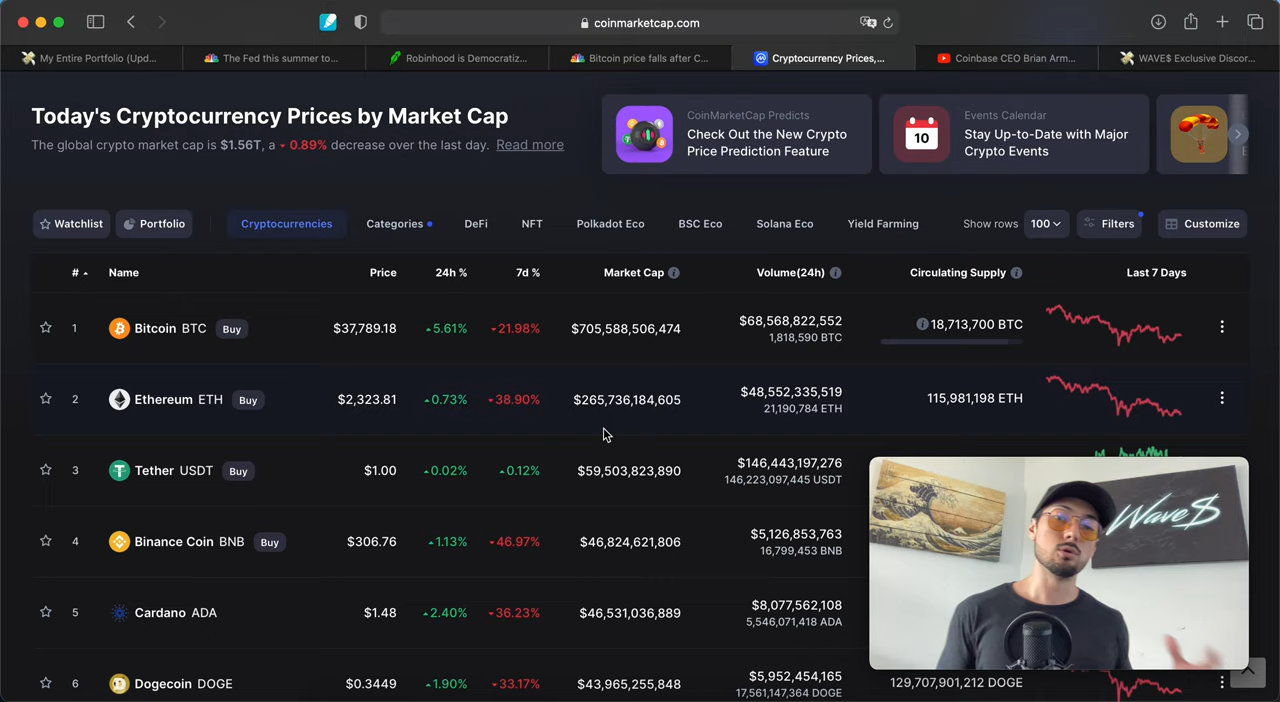 coinmarketcap.com
My Entire Portfolio (Upd...
The Fed this summer to...
Robinhood is Democratiz...
Bitcoin price falls after C...
Cryptocurrency Prices,...
Coinbase CEO Brian Arm...
WAVE$ Exclusive Discor...
Today's Cryptocurrency Prices by Market Cap
The global crypto market cap is $1.56T, a 0.89% decrease over the last day. Read more
CoinMarketCap Predicts
Check Out the New Crypto
Price Prediction Feature
10
Events Calendar
Stay Up-to-Date with Major
Crypto Events
Watchlist Portfolio Cryptocurrencies Categories DeFi NFT Polkadot Eco BSC Eco Solana Eco Yield Farming Show rows 100 Filters Customize
# Name Price 24h % 7d % Market Cap Volume(24h) Circulating Supply Last 7 Days
1 Bitcoin BTC Buy $37,789.18 5.61% 21.98% $705,588,506,474 $68,568,822,552 18,713,700 BTC
1,818,590 BTC
2 Ethereum ETH Buy $2,323.81 0.73% 38.90% $265,736,184,605 $48,552,335,519 115,981,198 ETH
21,190,784 ETH
3 Tether USDT Buy $1.00 0.02% 0.12% $59,503,823,890 $146,443,197,276
146,223,097,445 USDT
4 Binance Coin BNB Buy $306.76 1.13% 46.97% $46,824,621,806 $5,126,853,763
16,799,453 BNB
5 Cardano ADA $1.48 2.40% 36.23% $46,531,036,889 $8,077,562,108
5,546,071,418 ADA
6 Dogecoin DOGE $0.3449 1.90% 33.17% $43,965,255,848 $5,952,454,165 129,707,901,212 DOGE
17,561,147,364 DOGE
Wave$